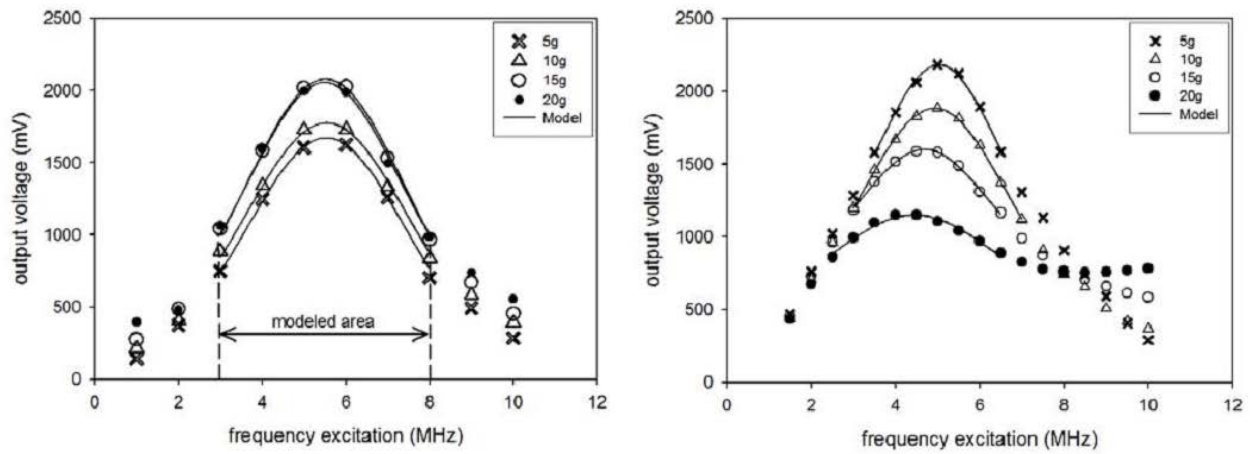 2500
2000
1500
1000
500
0
output voltage (mV)
5g
10g
15g
20g
Model
modeled area
0 2 4 6 8 10 12
frequency excitation (MHz)
2500
2000
1500
1000
500
0
output voltage (mV)
5g
10g
15g
20g
Model
0 2 4 6 8 10 12
frequency excitation (MHz)